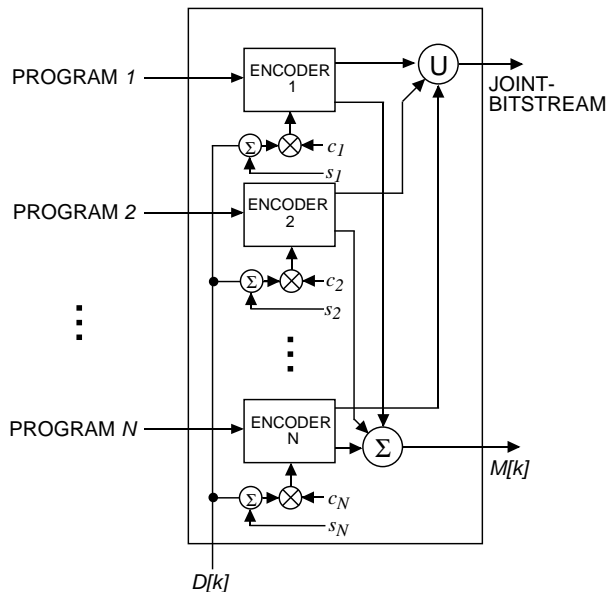 PROGRAM 1
ENCODER
1
U
JOINT-
BITSTREAM
Σ
c1
s1
PROGRAM 2
ENCODER
2
Σ
c2
s2
PROGRAM N
ENCODER
N
Σ
M[k]
Σ
cN
sN
D[k]